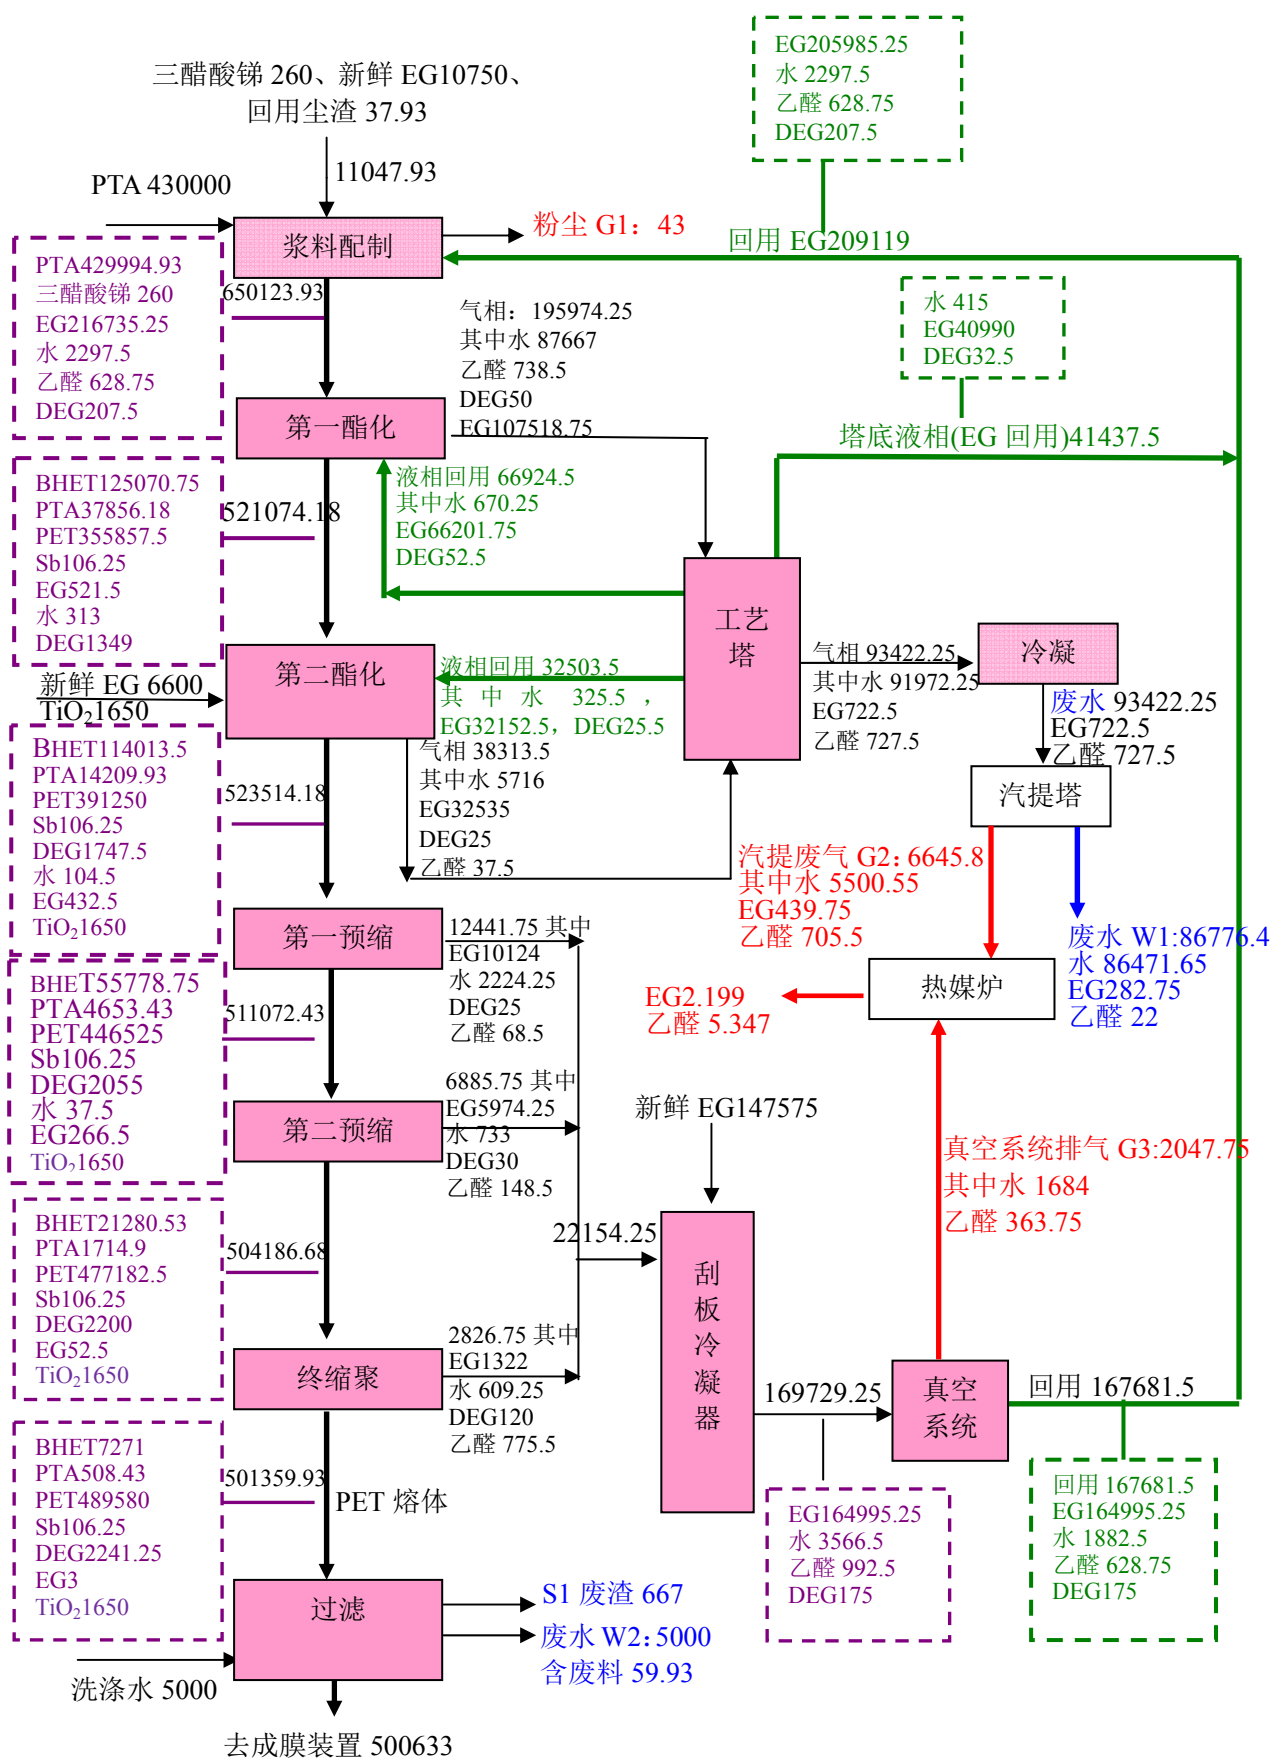 EG205985.25
水 2297.5
乙醛 628.75
DEG207.5
三醋酸锑 260、新鲜 EG10750、
回用尘渣 37.93
11047.93
PTA 430000
浆料配制
粉尘 G1：43
回用 EG209119
PTA429994.93
三醋酸锑 260
EG216735.25
水 2297.5
乙醛 628.75
DEG207.5
650123.93
气相：195974.25
其中水 87667
乙醛 738.5
DEG50
EG107518.75
水 415
EG40990
DEG32.5
第一酯化
塔底液相(EG 回用)41437.5
液相回用 66924.5
其中水 670.25
EG66201.75
DEG52.5
BHET125070.75
PTA37856.18
PET355857.5
Sb106.25
EG521.5
水 313
DEG1349
521074.18
工艺
塔
气相 93422.25
其中水 91972.25
EG722.5
乙醛 727.5
冷凝
第二酯化
液相回用 32503.5
其 中 水 325.5 ，
EG32152.5，DEG25.5
新鲜 EG 6600
TiO₂1650
废水 93422.25
EG722.5
乙醛 727.5
气相 38313.5
其中水 5716
EG32535
DEG25
乙醛 37.5
汽提塔
BHET114013.5
PTA14209.93
PET391250
Sb106.25
DEG1747.5
水 104.5
EG432.5
TiO₂1650
523514.18
汽提废气 G2：6645.8
其中水 5500.55
EG439.75
乙醛 705.5
废水 W1:86776.4
水 86471.65
EG282.75
乙醛 22
第一预缩
12441.75 其中
EG10124
水 2224.25
DEG25
乙醛 68.5
热媒炉
EG2.199
乙醛 5.347
BHET55778.75
PTA4653.43
PET446525
Sb106.25
DEG2055
水 37.5
EG266.5
TiO₂1650
511072.43
第二预缩
6885.75 其中
EG5974.25
水 733
DEG30
乙醛 148.5
新鲜 EG147575
真空系统排气 G3:2047.75
其中水 1684
乙醛 363.75
BHET21280.53
PTA1714.9
PET477182.5
Sb106.25
DEG2200
EG52.5
TiO₂1650
504186.68
22154.25
刮
板
冷
凝
器
终缩聚
2826.75 其中
EG1322
水 609.25
DEG120
乙醛 775.5
169729.25
真空
系统
回用 167681.5
BHET7271
PTA508.43
PET489580
Sb106.25
DEG2241.25
EG3
TiO₂1650
501359.93
PET 熔体
EG164995.25
水 3566.5
乙醛 992.5
DEG175
回用 167681.5
EG164995.25
水 1882.5
乙醛 628.75
DEG175
过滤
S1 废渣 667
废水 W2：5000
含废料 59.93
洗涤水 5000
去成膜装置 500633